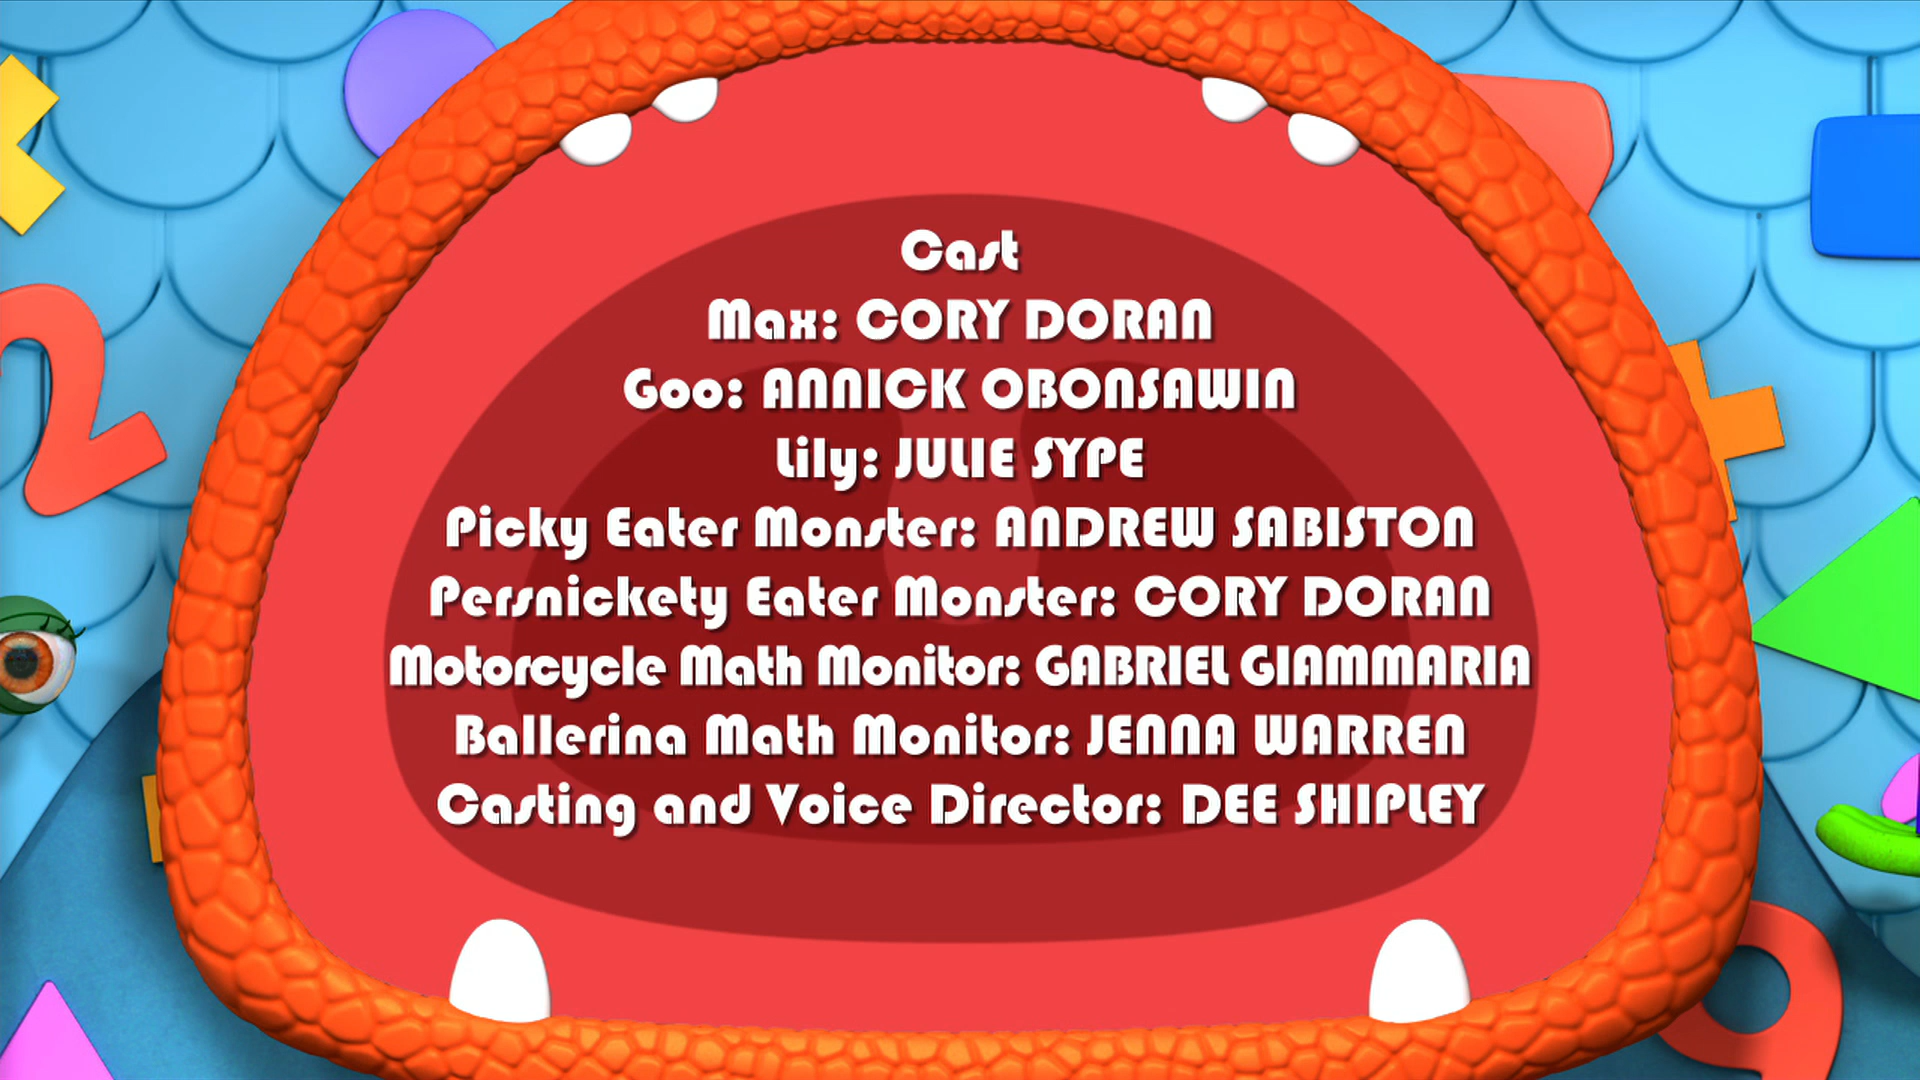 Cast
Max: CORY DORAN
Goo: ANNICK OBONSAWIN
Lily: JULIE SYPE
Picky Eater Monster: ANDREW SABISTON
Persnickety Eater Monster: CORY DORAN
Motorcycle Math Monitor: GABRIEL GIAMMARIA
Ballerina Math Monitor: JENNA WARREN
Casting and Voice Director: DEE SHIPLEY